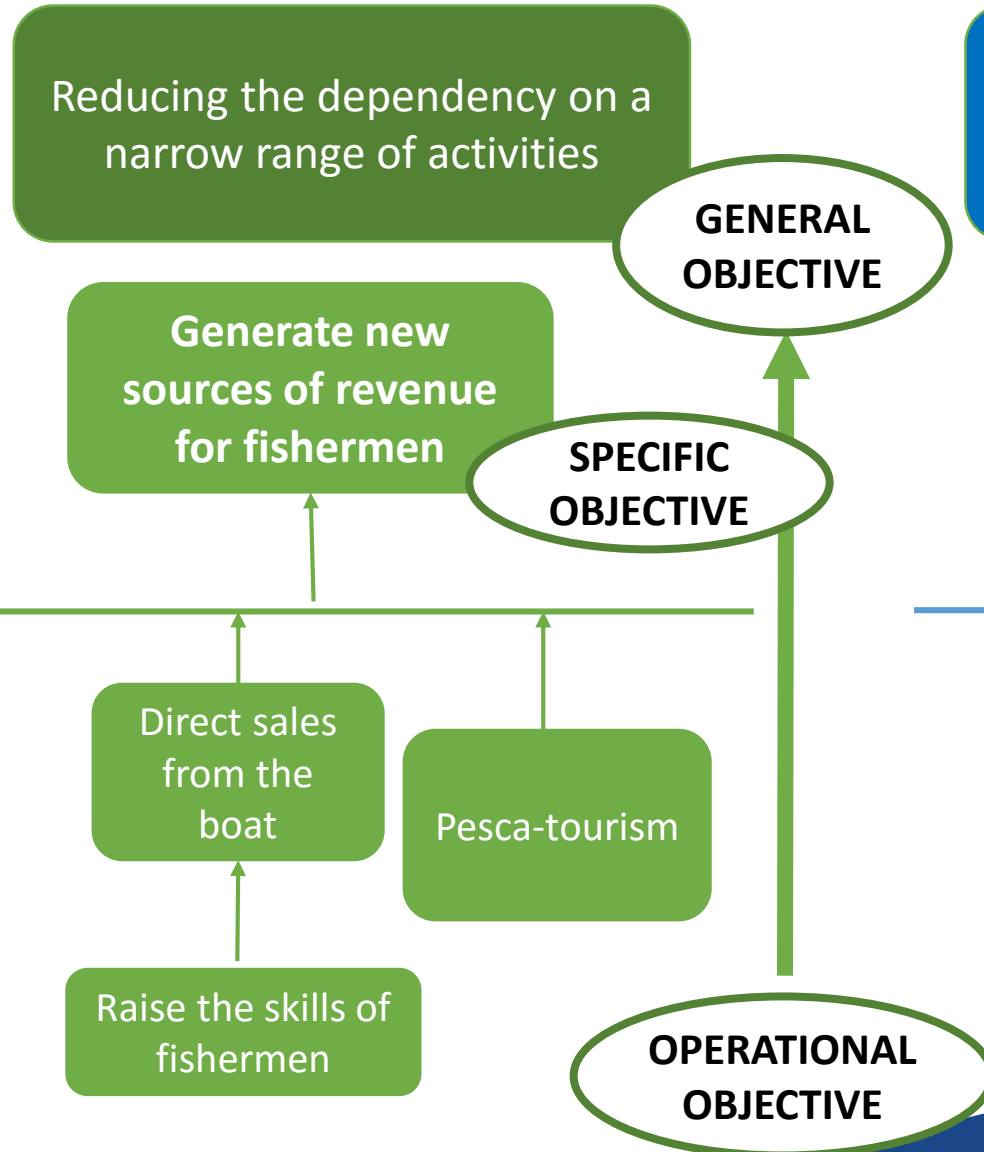 Reducing the dependency on a
narrow range of activities
GENERAL
OBJECTIVE
Generate new
sources of revenue
for fishermen
SPECIFIC
OBJECTIVE
Direct sales
from the
boat
Pesca-tourism
Raise the skills of
fishermen
OPERATIONAL
OBJECTIVE